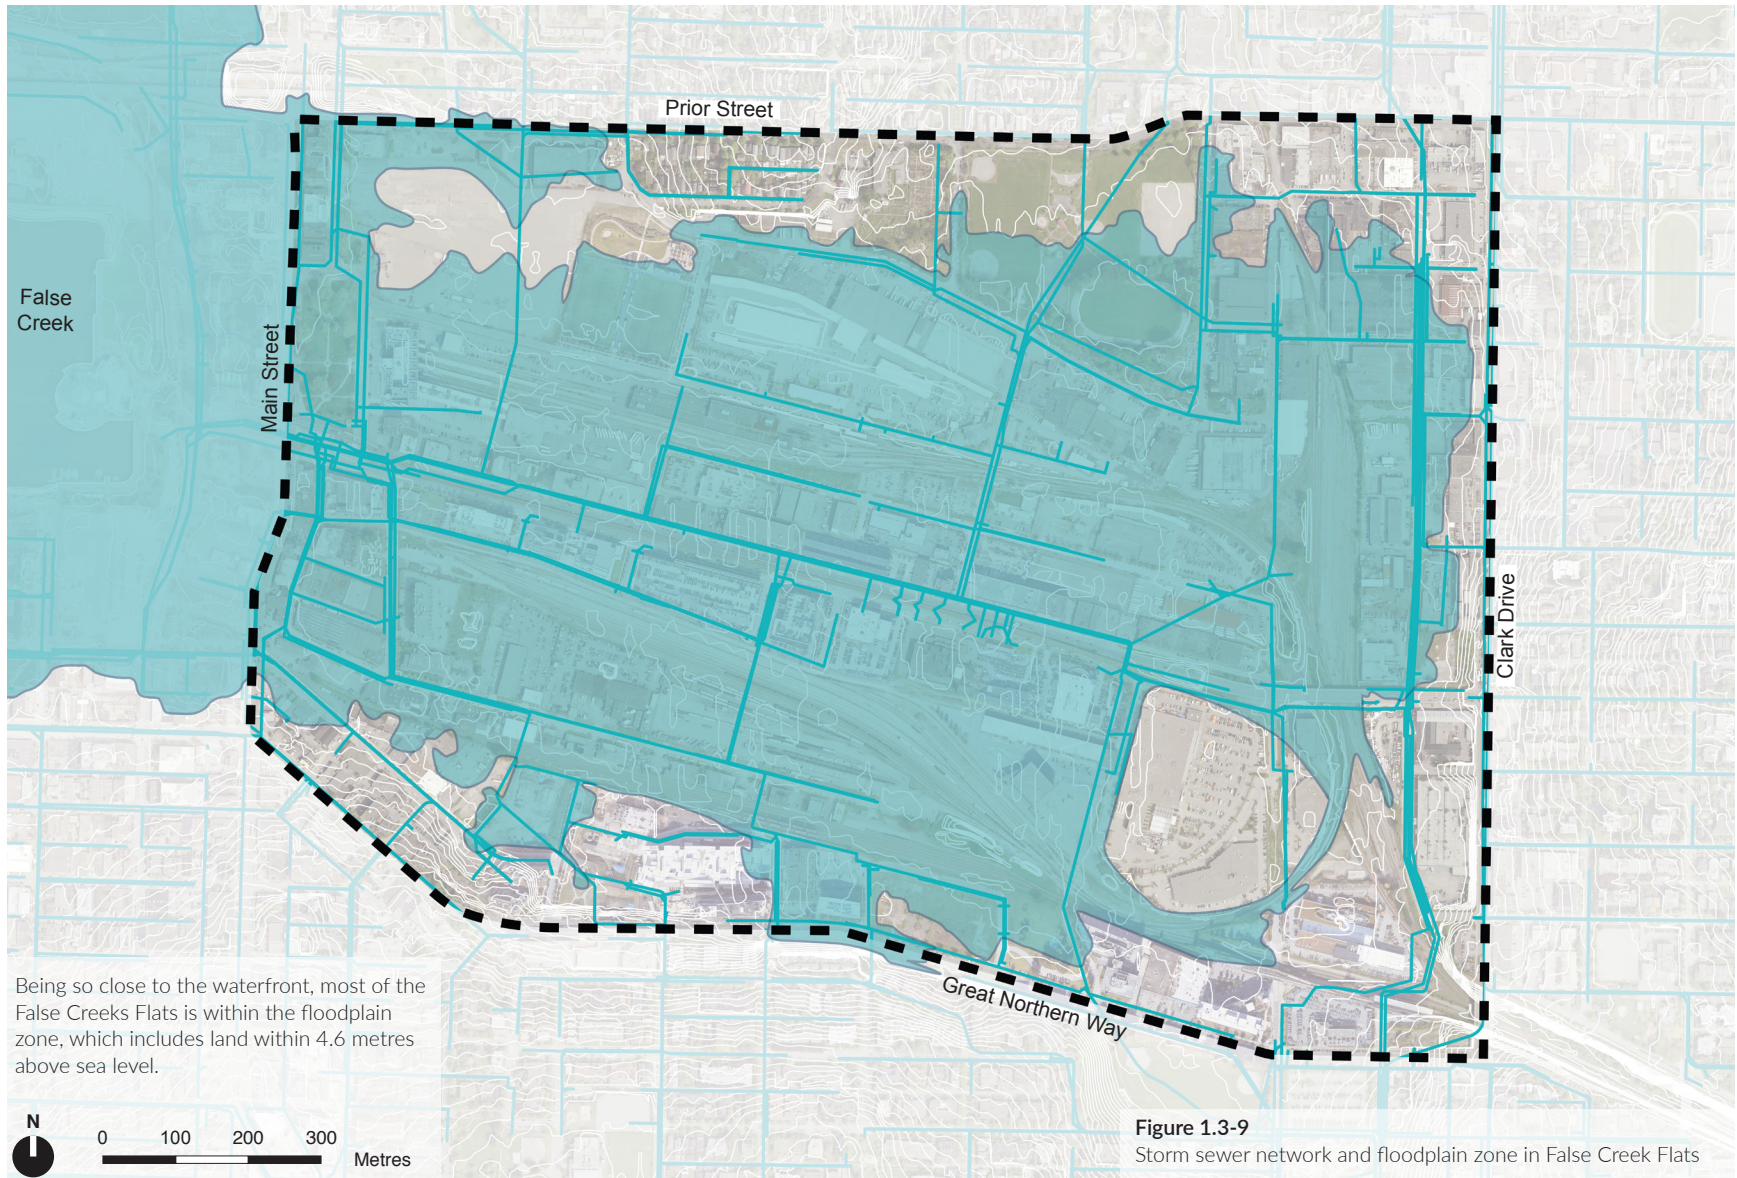 Prior Street
False
Creek
Main Street
Clark Drive
Great Northern Way
Being so close to the waterfront, most of the
False Creeks Flats is within the floodplain
zone, which includes land within 4.6 metres
above sea level.
N
0 100 200 300
Metres
Figure 1.3-9
Storm sewer network and floodplain zone in False Creek Flats